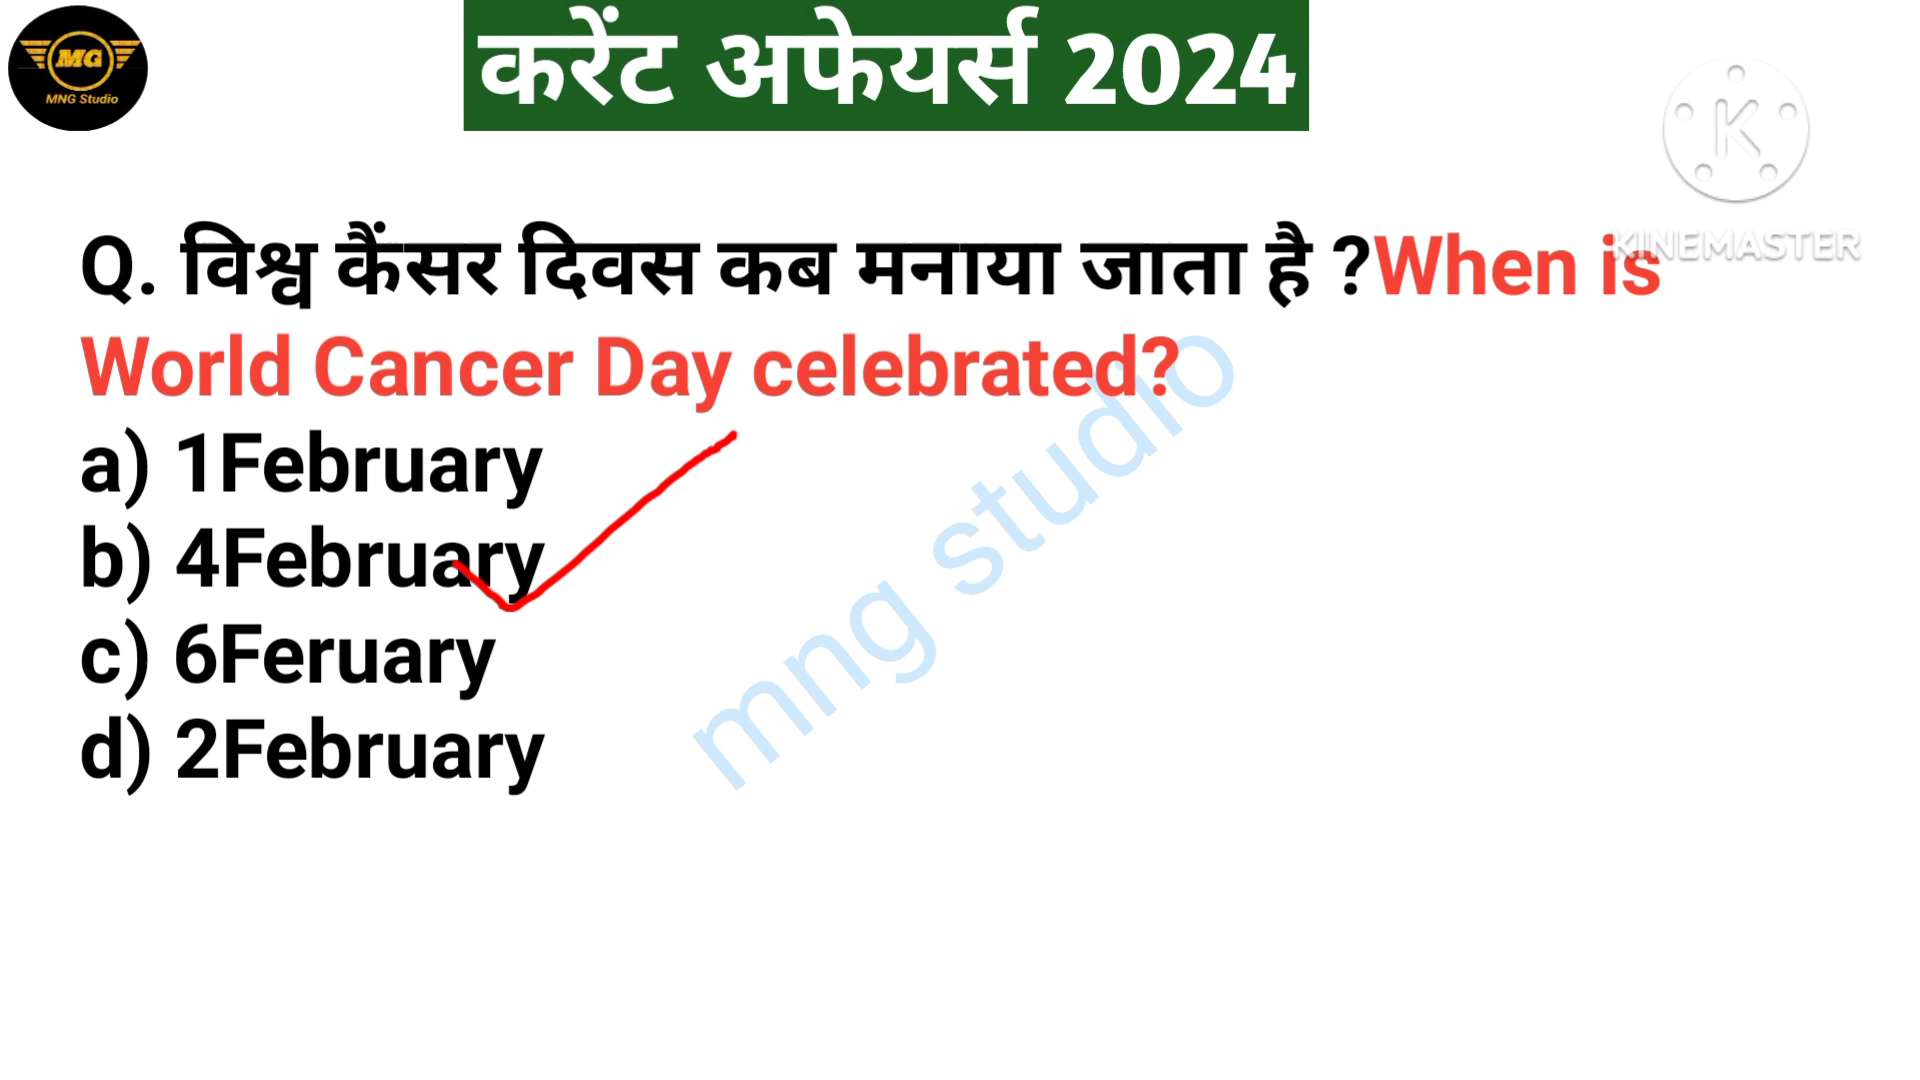 MG
MNG Studio
करेंट अफेयर्स 2024
K
KINEMASTER
Q. विश्व कैंसर दिवस कब मनाया जाता है ?When is
World Cancer Day celebrated?
a) 1February
b) 4February
c) 6Feruary
d) 2February
mng studio